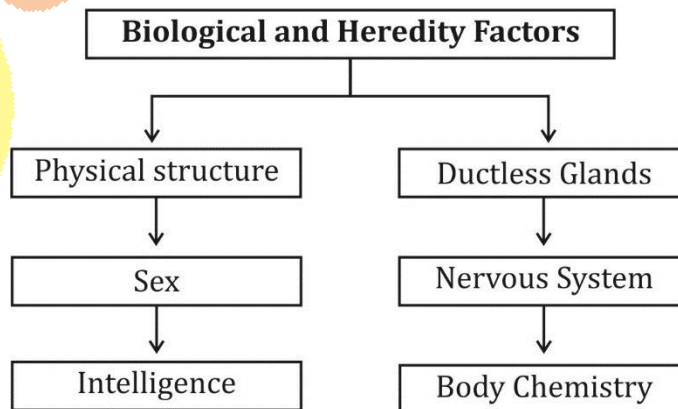 Biological and Heredity Factors
Physical structure
Ductless Glands
Sex
Nervous System
Intelligence
Body Chemistry